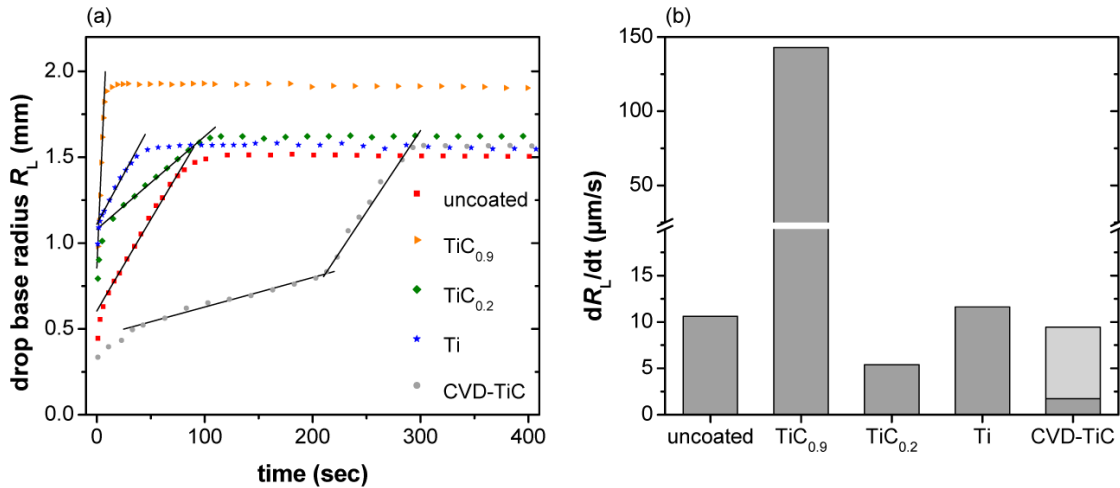 (a)
drop base radius R_L (mm)
2.0
1.5
1.0
0.5
0.0
0
100
200
300
400
time (sec)
uncoated
TiC₀.₉
TiC₀.₂
Ti
CVD-TiC
(b)
dR_L/dt (µm/s)
150
100
50
15
10
5
0
uncoated
TiC₀.₉
TiC₀.₂
Ti
CVD-TiC